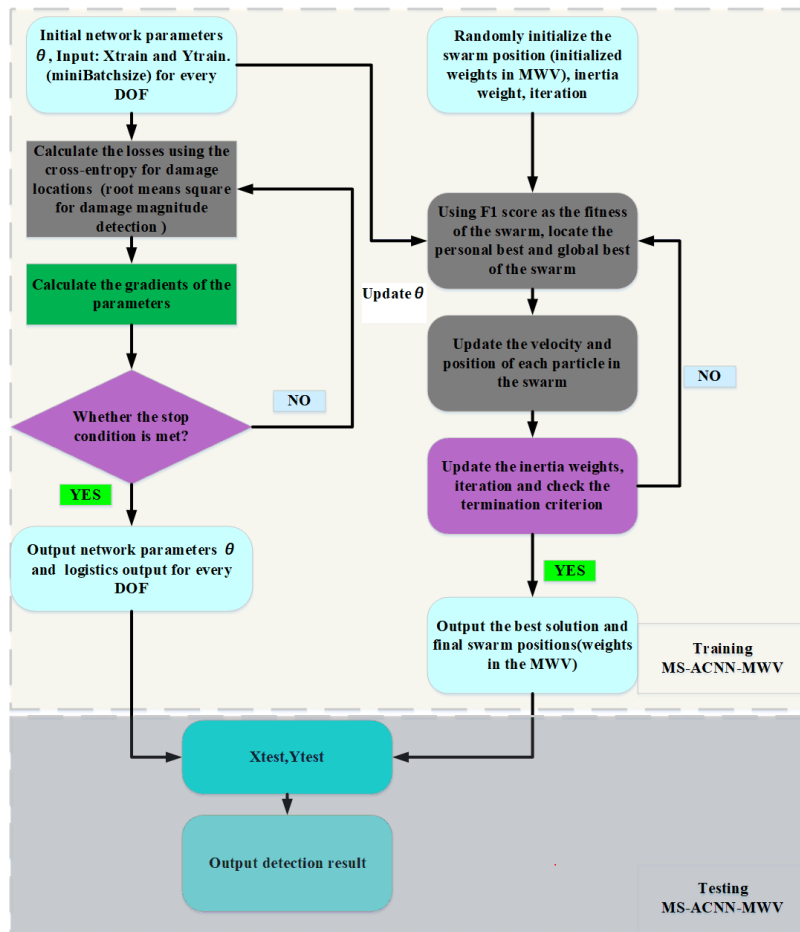 Initial network parameters
θ , Input: Xtrain and Ytrain.
(miniBatchsize) for every
DOF
Calculate the losses using the
cross-entropy for damage
locations (root means square
for damage magnitude
detection )
Calculate the gradients of the
parameters
Whether the stop
condition is met?
NO
YES
Output network parameters θ
and logistics output for every
DOF
Update θ
Randomly initialize the
swarm position (initialized
weights in MWV), inertia
weight, iteration
Using F1 score as the fitness
of the swarm, locate the
personal best and global best
of the swarm
Update the velocity and
position of each particle in
the swarm
NO
Update the inertia weights,
iteration and check the
termination criterion
YES
Output the best solution and
final swarm positions(weights
in the MWV)
Training
MS-ACNN-MWV
Xtest,Ytest
Output detection result
Testing
MS-ACNN-MWV